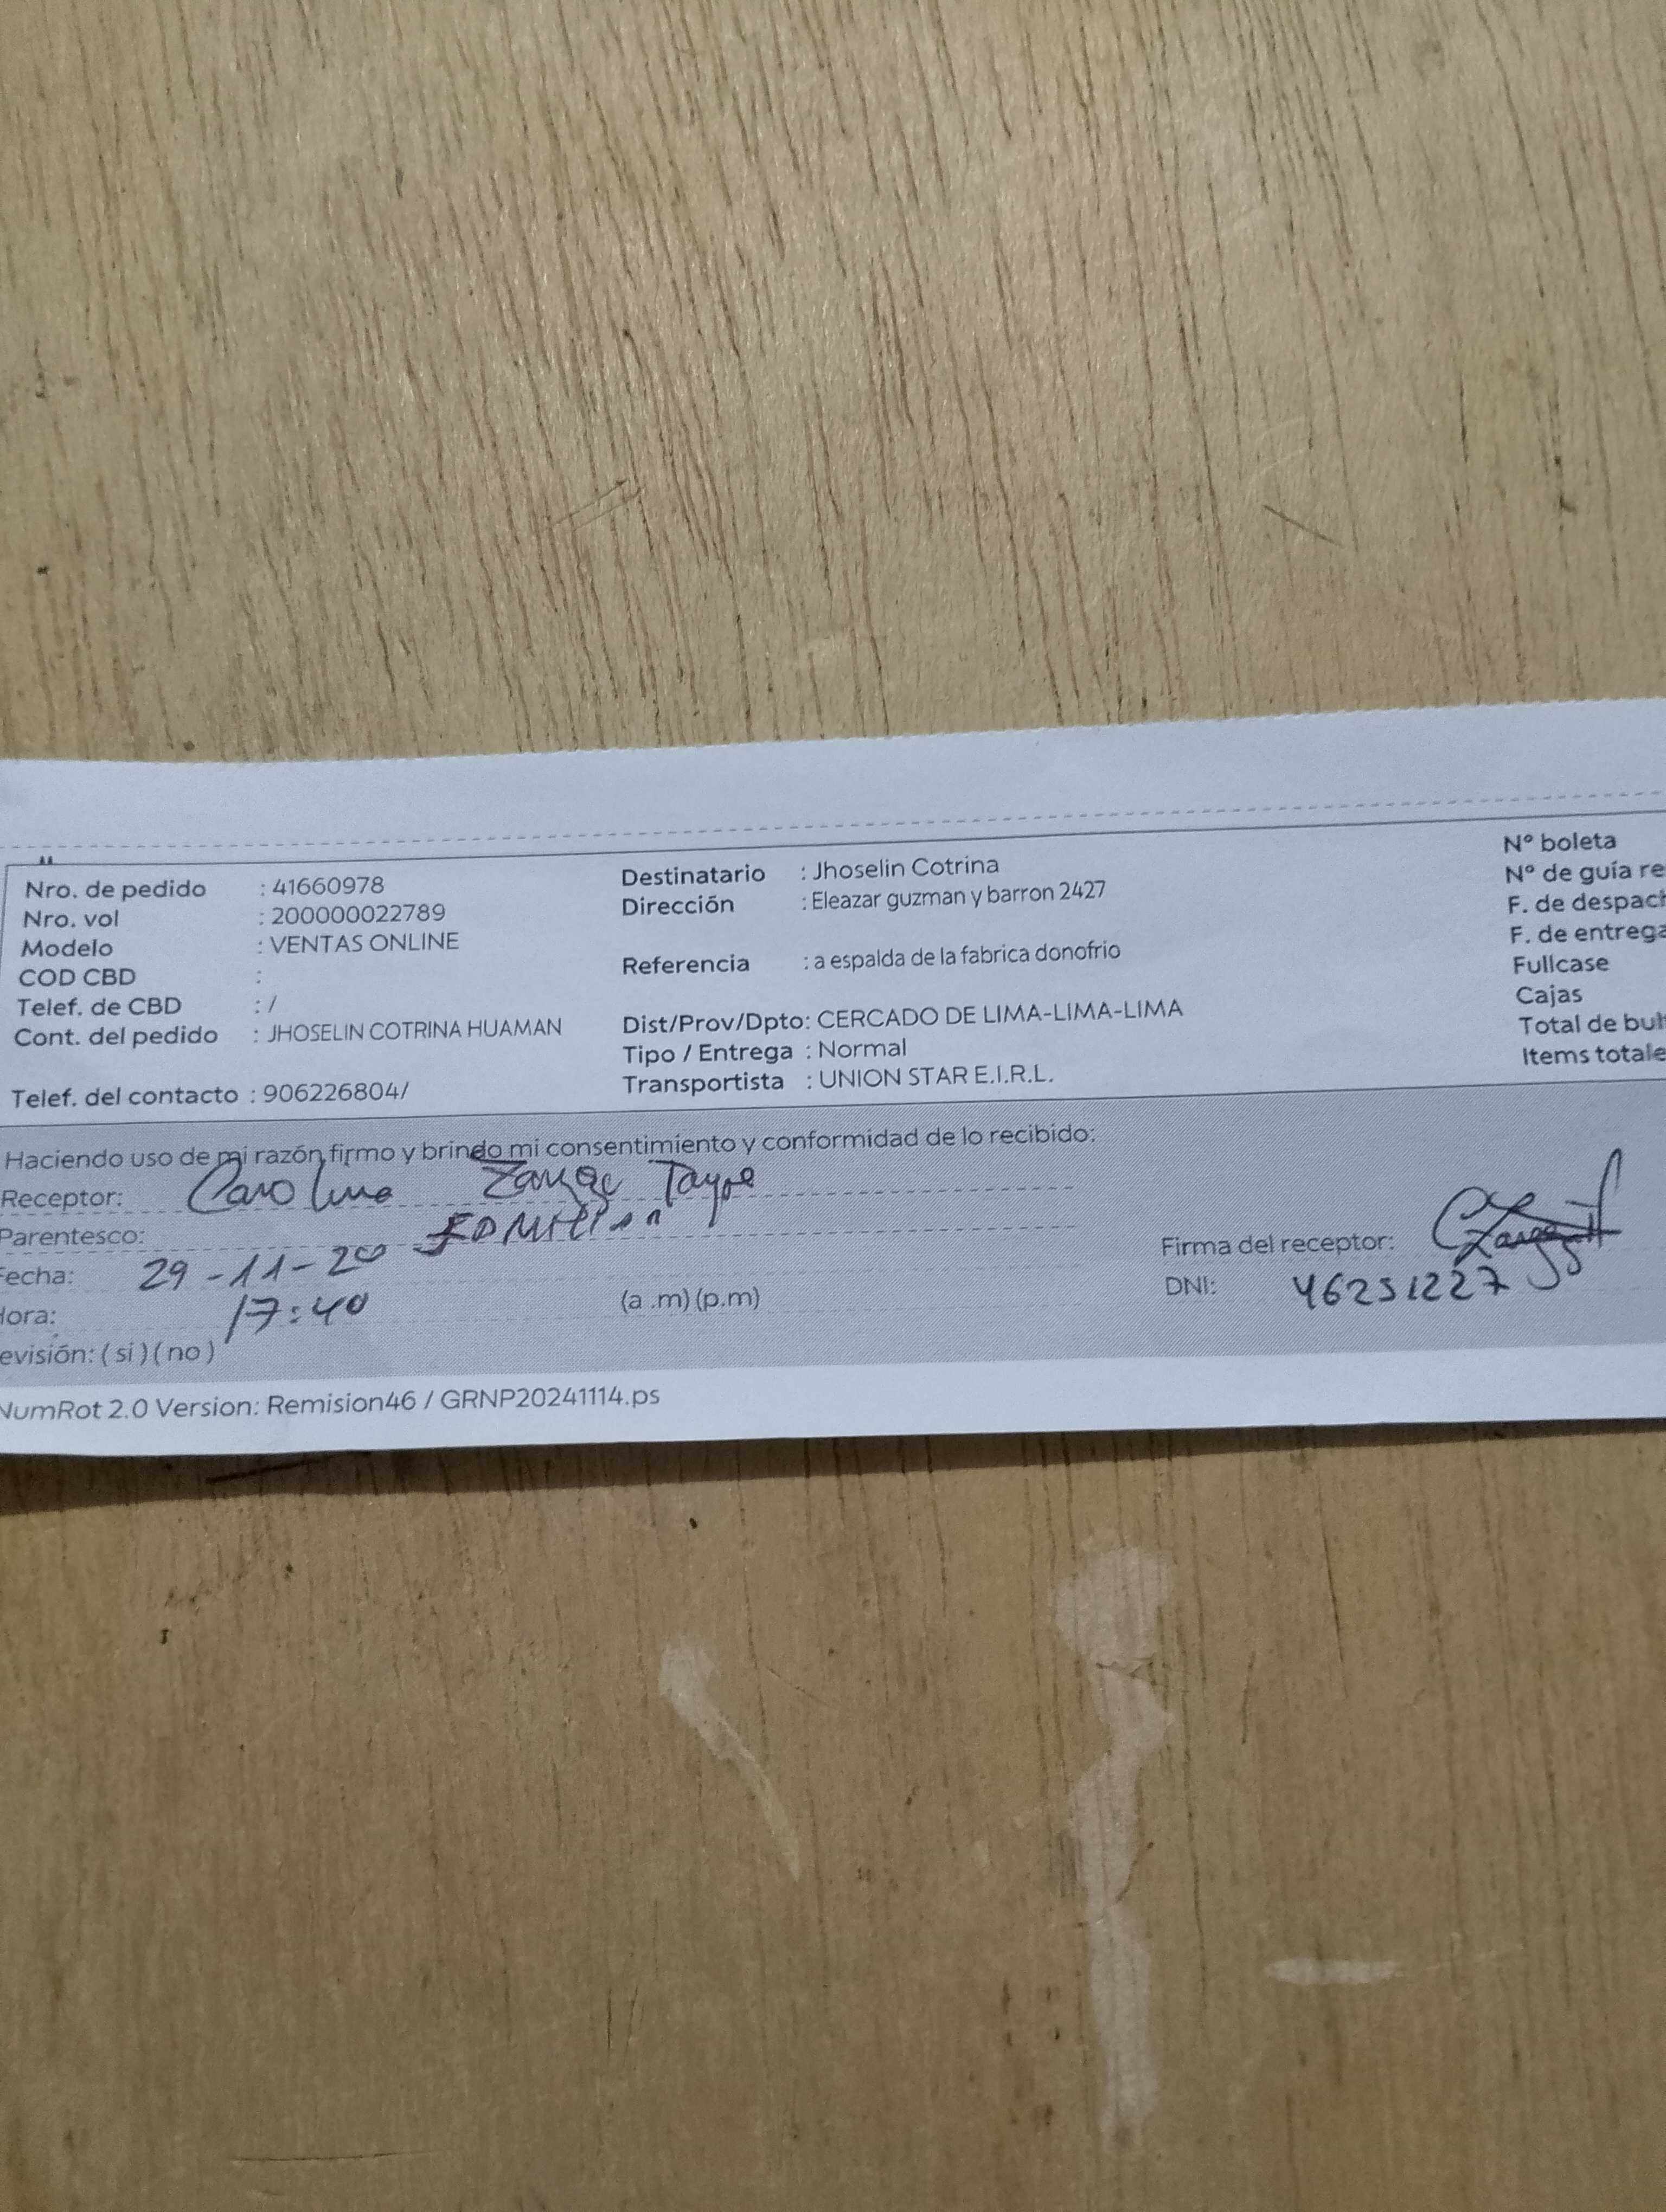 Nro. de pedido : 41660978
Nro. vol : 200000022789
Modelo : VENTAS ONLINE
COD CBD :
Telef. de CBD : /
Cont. del pedido : JHOSELIN COTRINA HUAMAN
Telef. del contacto : 906226804/
Destinatario : Jhoselin Cotrina
Dirección : Eleazar guzman y barron 2427
Referencia : a espalda de la fabrica donofrio
Dist/Prov/Dpto: CERCADO DE LIMA-LIMA-LIMA
Tipo / Entrega : Normal
Transportista : UNION STAR E.I.R.L.
Nº boleta
Nº de guía re
F. de despach
F. de entrega
Fullcase
Cajas
Total de bul
Items totale
Haciendo uso de mi razón firmo y brindo mi consentimiento y conformidad de lo recibido:
Receptor: Carolina Taype
Parentesco:
Fecha: 29-11-20
Hora: 17:40 (a .m) (p.m)
evisión: ( si ) ( no )
Firma del receptor:
DNI: 46251227
NumRot 2.0 Version: Remision46 / GRNP20241114.ps